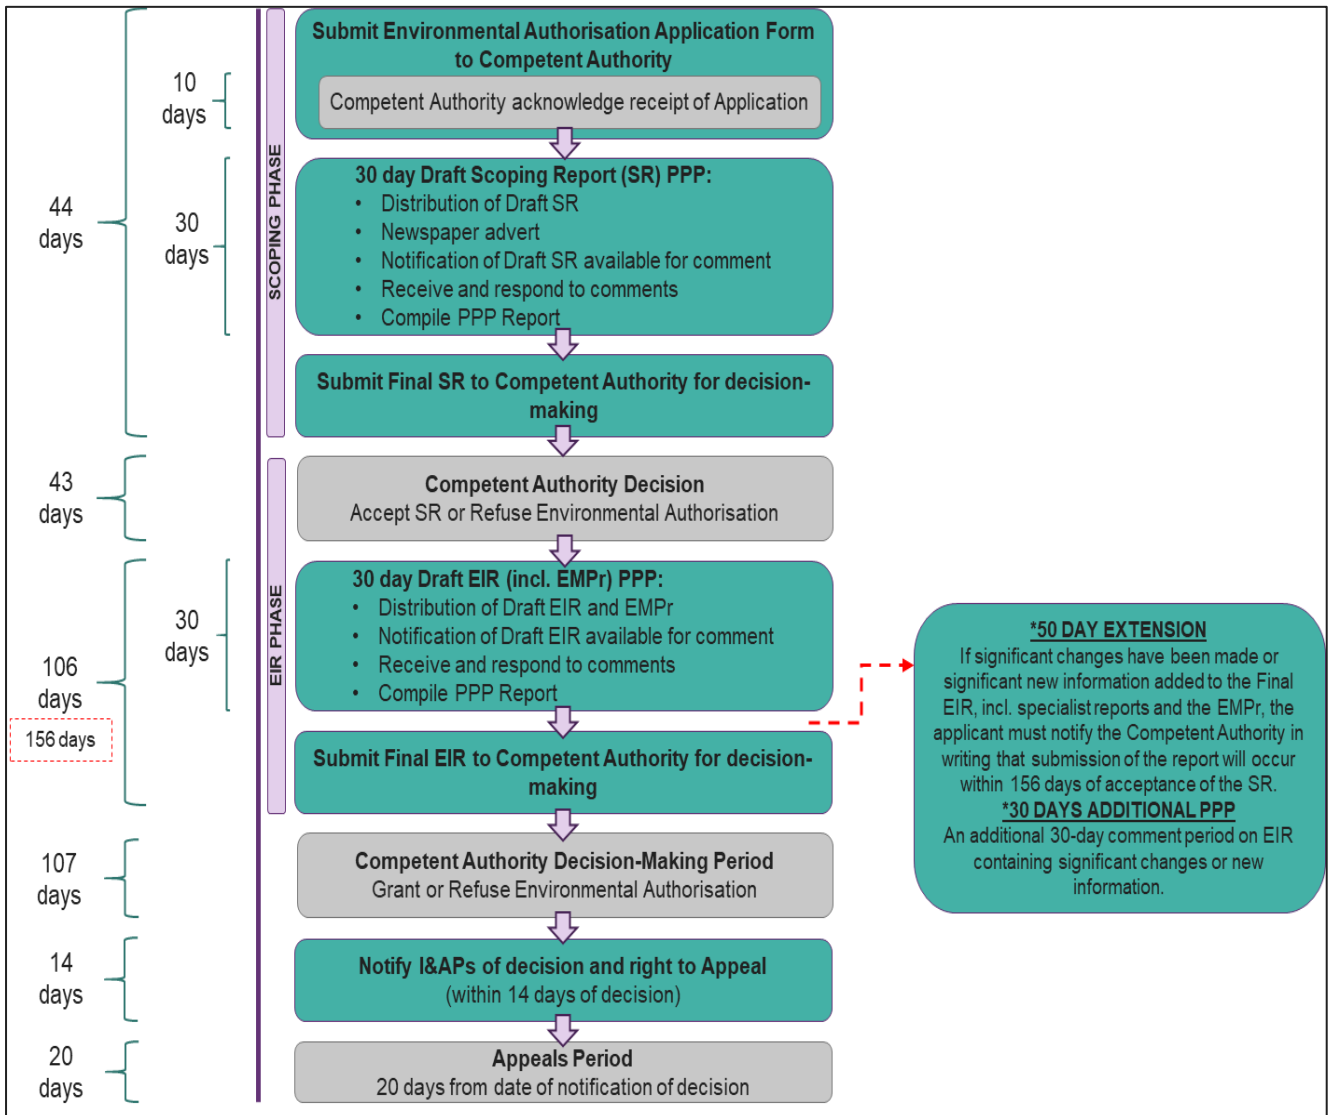 Submit Environmental Authorisation Application Form
to Competent Authority
10
days
Competent Authority acknowledge receipt of Application
44
days
30
days
SCOPING PHASE
30 day Draft Scoping Report (SR) PPP:
• Distribution of Draft SR
• Newspaper advert
• Notification of Draft SR available for comment
• Receive and respond to comments
• Compile PPP Report
Submit Final SR to Competent Authority for decision-
making
43
days
Competent Authority Decision
Accept SR or Refuse Environmental Authorisation
EIR PHASE
106
days
156 days
30
days
30 day Draft EIR (incl. EMPr) PPP:
• Distribution of Draft EIR and EMPr
• Notification of Draft EIR available for comment
• Receive and respond to comments
• Compile PPP Report
Submit Final EIR to Competent Authority for decision-
making
*50 DAY EXTENSION
If significant changes have been made or
significant new information added to the Final
EIR, incl. specialist reports and the EMPr, the
applicant must notify the Competent Authority in
writing that submission of the report will occur
within 156 days of acceptance of the SR.
*30 DAYS ADDITIONAL PPP
An additional 30-day comment period on EIR
containing significant changes or new
information.
107
days
Competent Authority Decision-Making Period
Grant or Refuse Environmental Authorisation
14
days
Notify I&APs of decision and right to Appeal
(within 14 days of decision)
20
days
Appeals Period
20 days from date of notification of decision